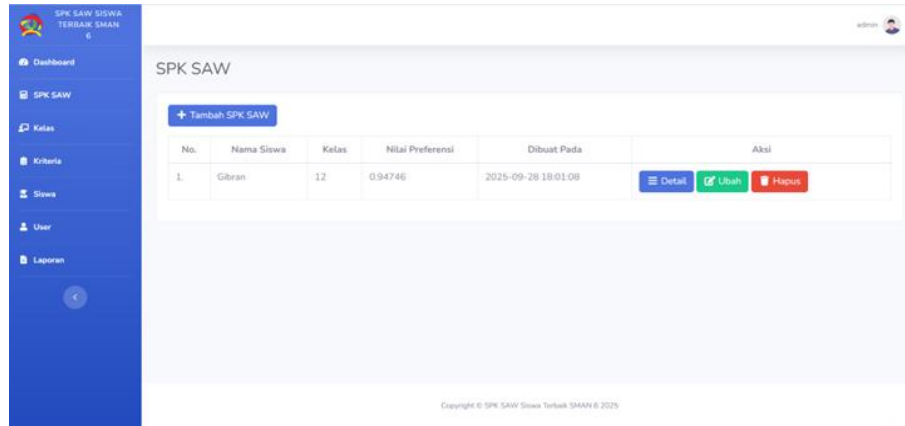 SPK SAW SISWA
TERBAIK SMAN
6
admin
Dashboard
SPK SAW
Kelas
Kriteria
Siswa
User
Laporan
SPK SAW
+ Tambah SPK SAW
No. Nama Siswa Kelas Nilai Preferensi Dibuat Pada Aksi
1. Gibran 12 0.94746 2025-09-28 18:01:08 Detail Ubah Hapus
Copyright © SPK SAW Siswa Terbaik SMAN 6 2025